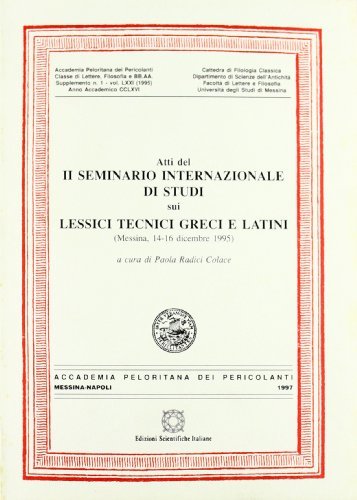 Accademia Peloritana dei Pericolanti
Classe di Lettere, Filosofia e BB.AA.
Supplemento n. 1 - vol. LXXI (1995)
Anno Accademico CCLXVI
Cattedra di Filologia Classica
Dipartimento di Scienze dell'Antichità
Facoltà di Lettere e Filosofia
Università degli Studi di Messina
Atti del
II SEMINARIO INTERNAZIONALE
DI STUDI
sui
LESSICI TECNICI GRECI E LATINI
(Messina, 14-16 dicembre 1995)
a cura di Paola Radici Colace
ACCADEMIA PELORITANA DEI PERICOLANTI
MESSINA-NAPOLI 1997
Edizioni Scientifiche Italiane